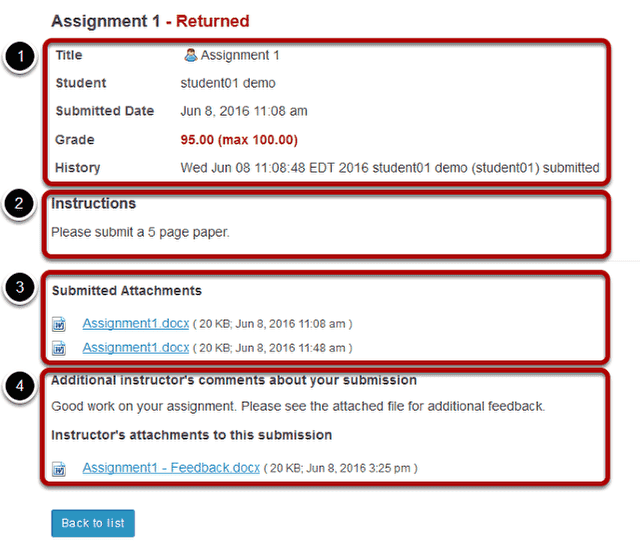 Assignment 1 - Returned
1
Title Assignment 1
Student student01 demo
Submitted Date Jun 8, 2016 11:08 am
Grade 95.00 (max 100.00)
History Wed Jun 08 11:08:48 EDT 2016 student01 demo (student01) submitted
2
Instructions
Please submit a 5 page paper.
3
Submitted Attachments
Assignment1.docx ( 20 KB; Jun 8, 2016 11:08 am )
Assignment1.docx ( 20 KB; Jun 8, 2016 11:48 am )
4
Additional instructor's comments about your submission
Good work on your assignment. Please see the attached file for additional feedback.
Instructor's attachments to this submission
Assignment1 - Feedback.docx ( 20 KB; Jun 8, 2016 3:25 pm )
Back to list